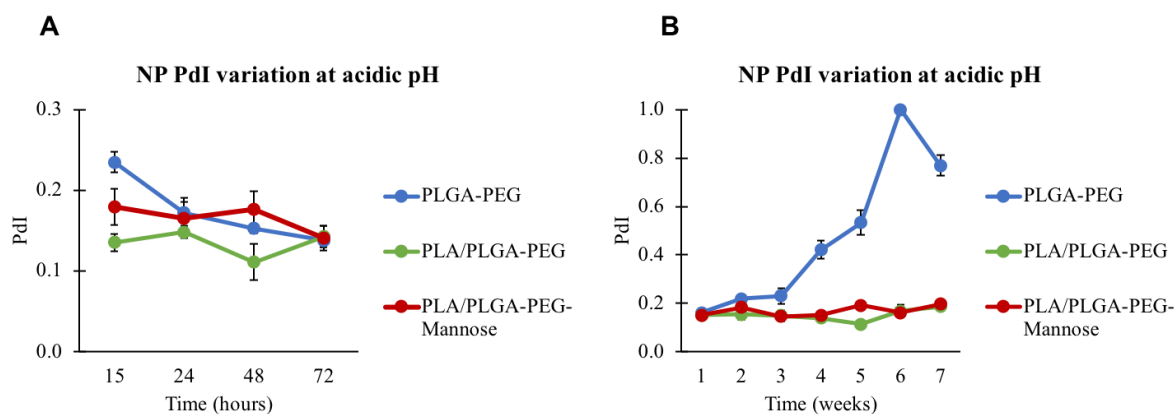 A
NP PdI variation at acidic pH
0.3
0.2
0.1
0.0
PdI
15 24 48 72
Time (hours)
PLGA-PEG
PLA/PLGA-PEG
PLA/PLGA-PEG-
Mannose
B
NP PdI variation at acidic pH
1.0
0.8
0.6
0.4
0.2
0.0
PdI
1 2 3 4 5 6 7
Time (weeks)
PLGA-PEG
PLA/PLGA-PEG
PLA/PLGA-PEG-
Mannose